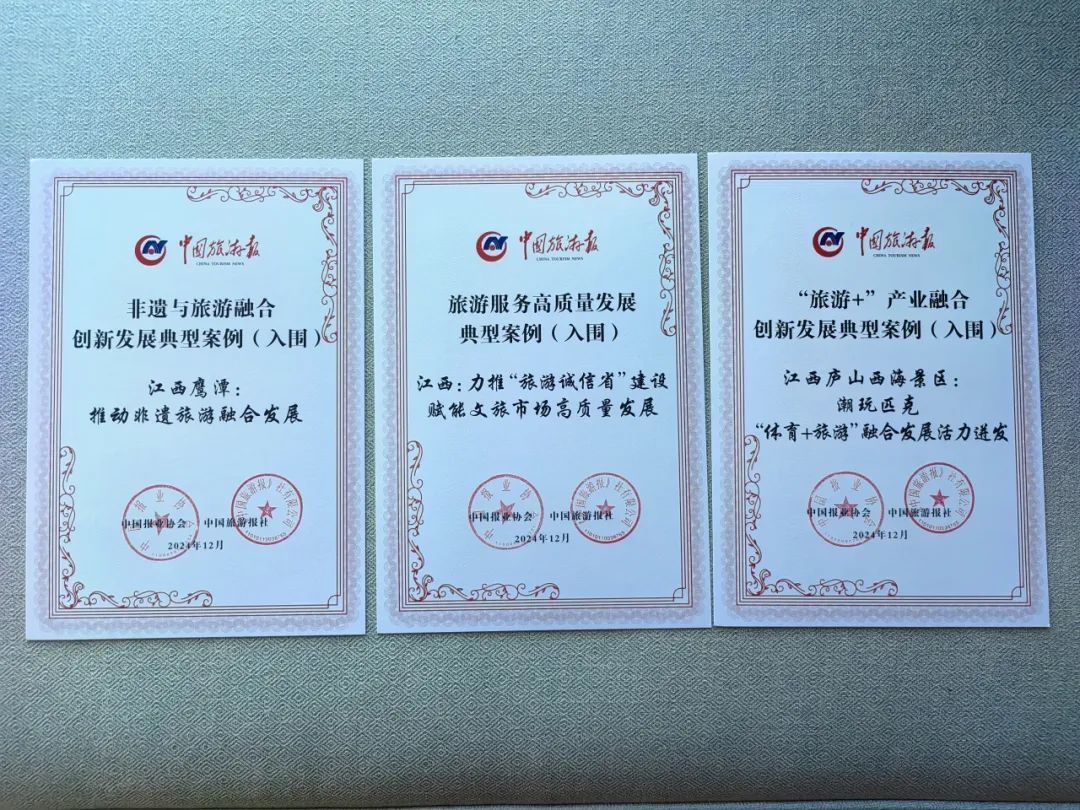 中国旅游报
CHINA TOURISM NEWS
非遗与旅游融合
创新发展典型案例（入围）
江西鹰潭：
推动非遗旅游融合发展
中国报业协会 中国旅游报社
2024年12月
中国旅游报
CHINA TOURISM NEWS
旅游服务高质量发展
典型案例（入围）
江西：力推“旅游诚信省”建设
赋能文旅市场高质量发展
中国报业协会 中国旅游报社
2024年12月
中国旅游报
CHINA TOURISM NEWS
“旅游+”产业融合
创新发展典型案例（入围）
江西庐山西海景区：
潮玩匹克
“体育+旅游”融合发展活力迸发
中国报业协会 中国旅游报社
2024年12月